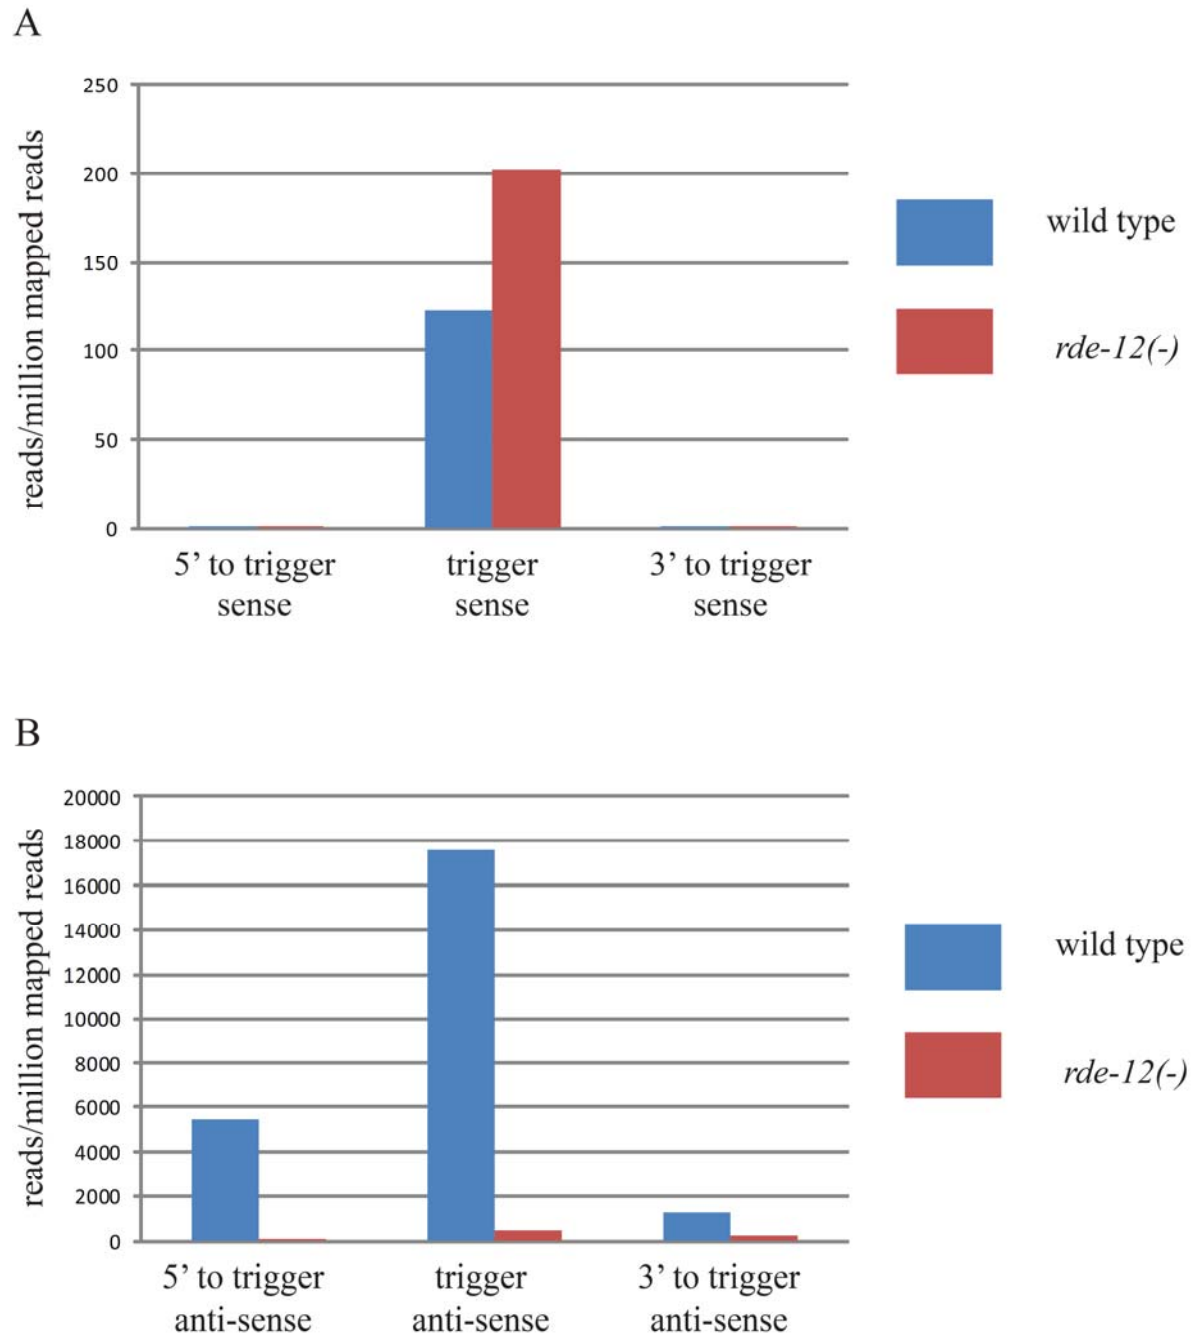 A
reads/million mapped reads
250
200
150
100
50
0
5’ to trigger
sense
trigger
sense
3’ to trigger
sense
wild type
rde-12(-)
B
reads/million mapped reads
20000
18000
16000
14000
12000
10000
8000
6000
4000
2000
0
5’ to trigger
anti-sense
trigger
anti-sense
3’ to trigger
anti-sense
wild type
rde-12(-)